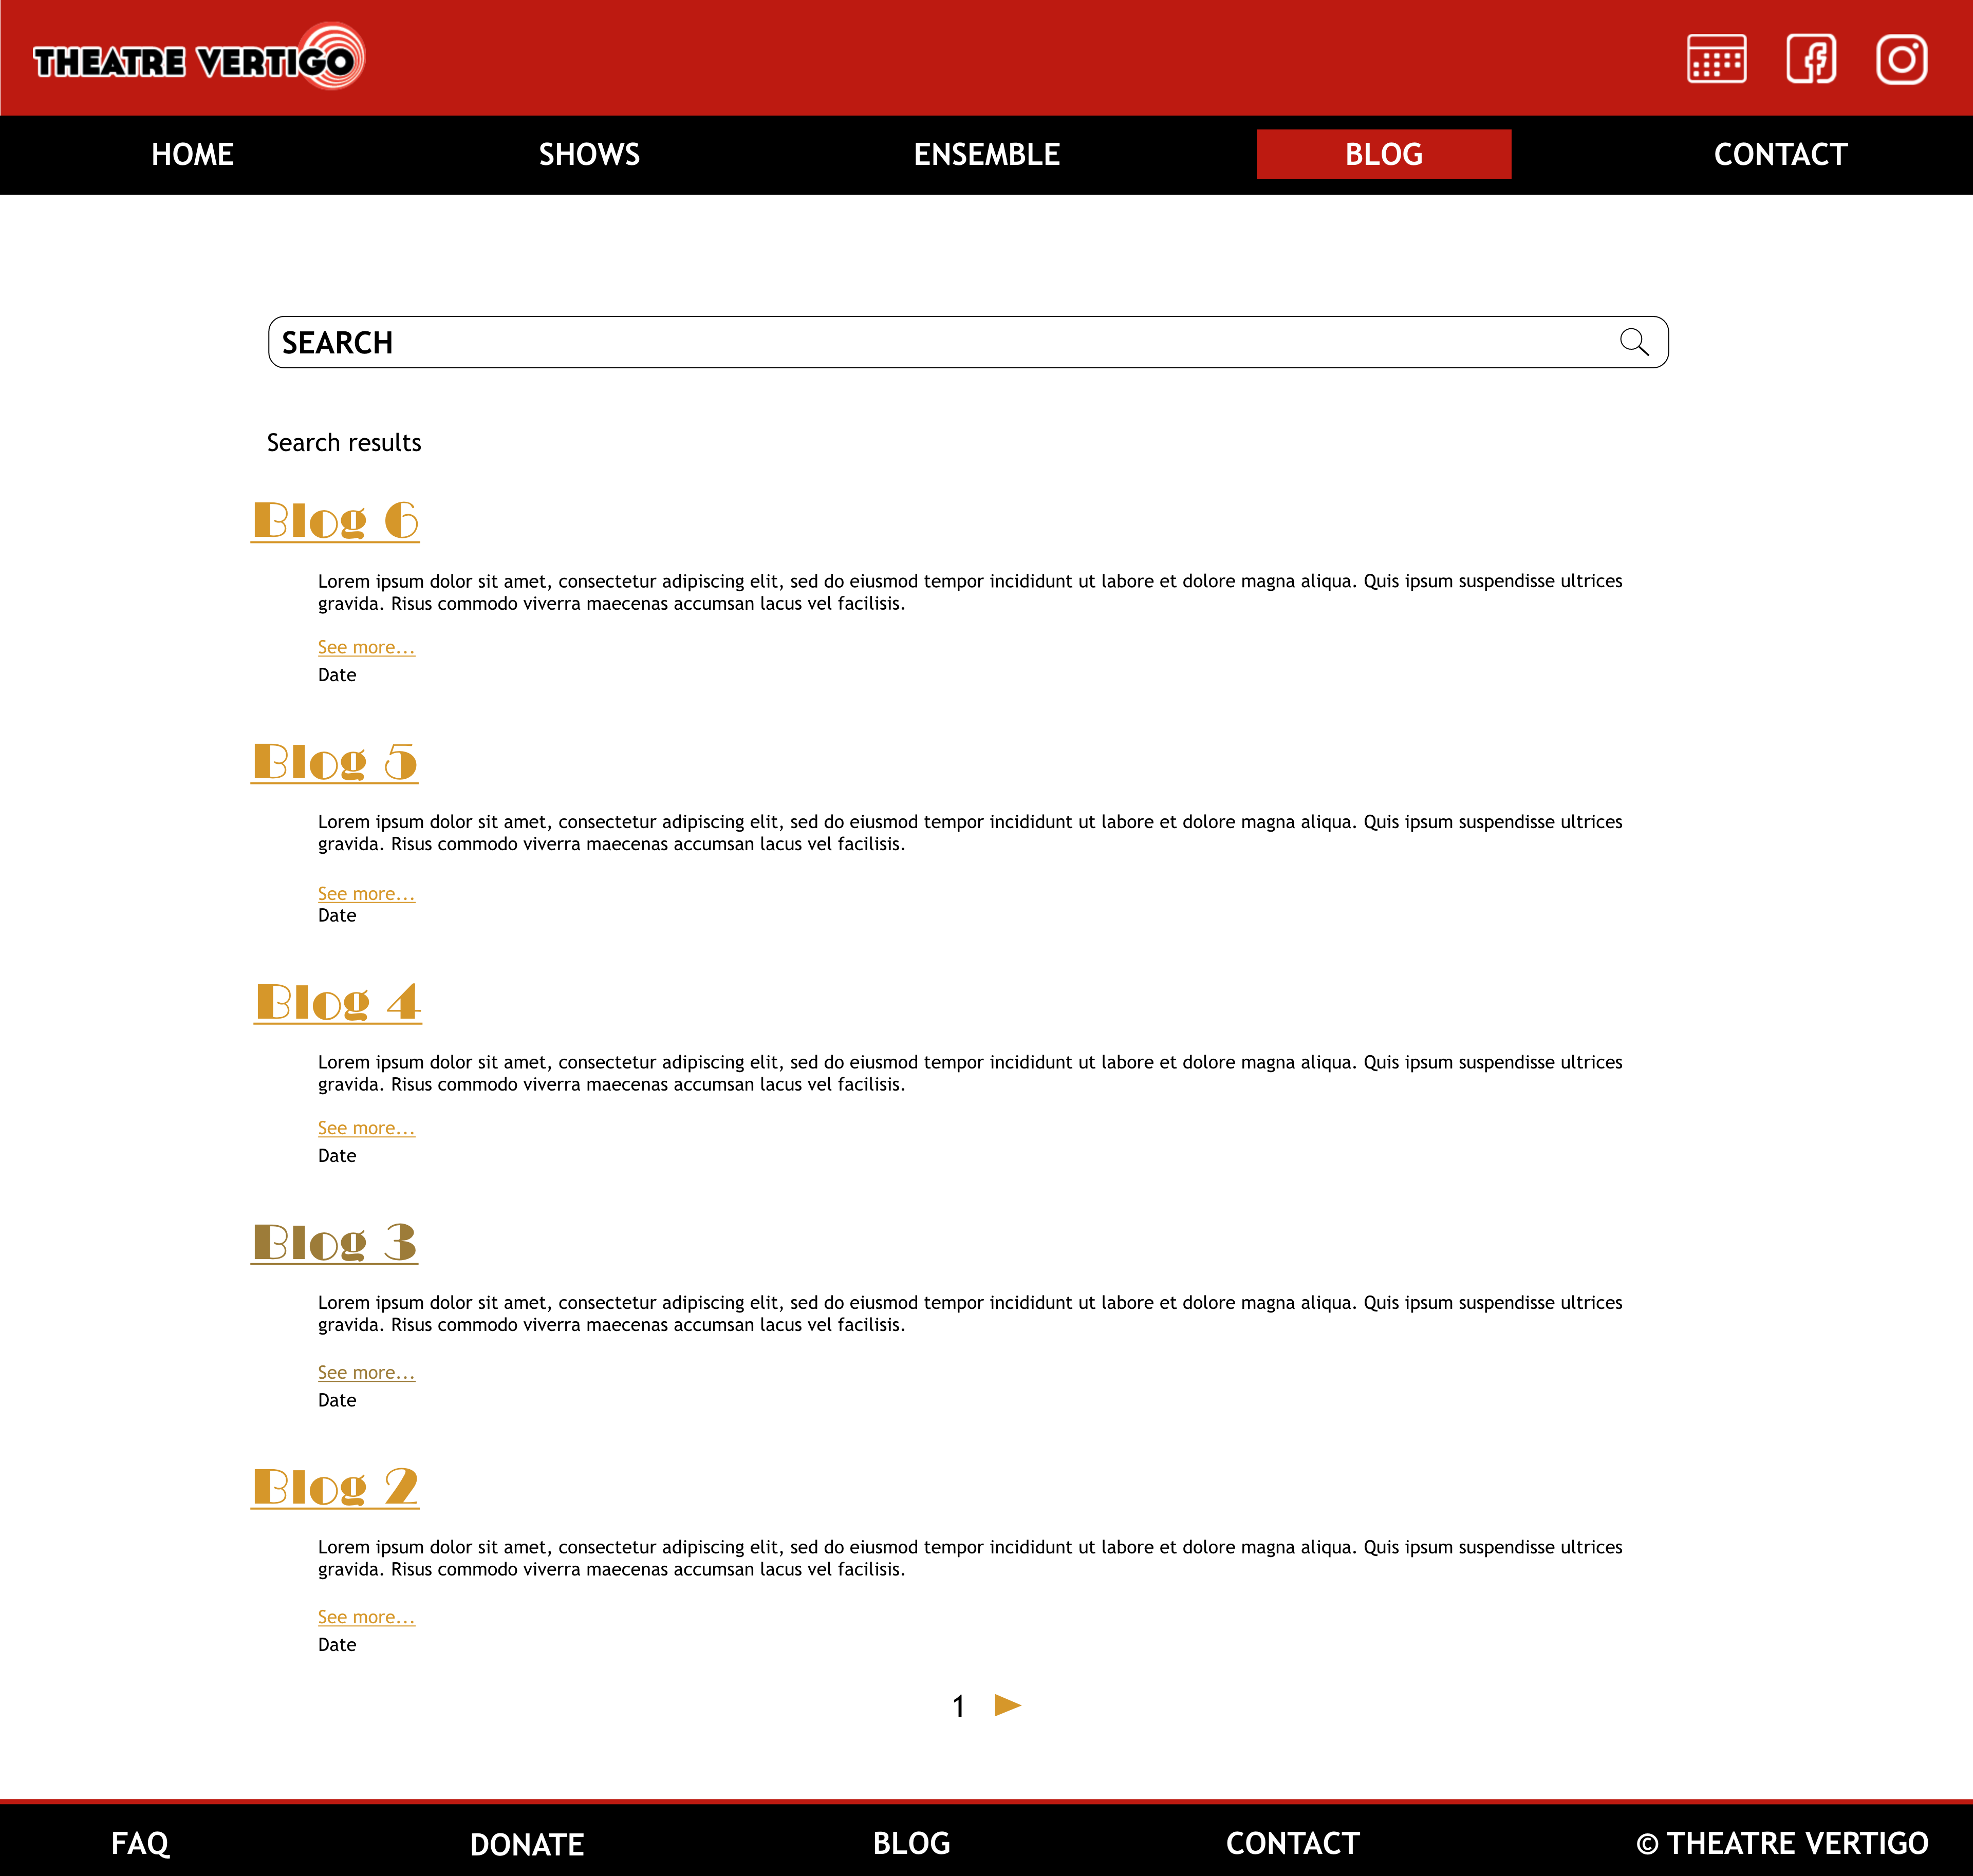 THEATRE VERTIGO
HOME SHOWS ENSEMBLE BLOG CONTACT
SEARCH
Search results
Blog 6
Lorem ipsum dolor sit amet, consectetur adipiscing elit, sed do eiusmod tempor incididunt ut labore et dolore magna aliqua. Quis ipsum suspendisse ultrices
gravida. Risus commodo viverra maecenas accumsan lacus vel facilisis.
See more...
Date
Blog 5
Lorem ipsum dolor sit amet, consectetur adipiscing elit, sed do eiusmod tempor incididunt ut labore et dolore magna aliqua. Quis ipsum suspendisse ultrices
gravida. Risus commodo viverra maecenas accumsan lacus vel facilisis.
See more...
Date
Blog 4
Lorem ipsum dolor sit amet, consectetur adipiscing elit, sed do eiusmod tempor incididunt ut labore et dolore magna aliqua. Quis ipsum suspendisse ultrices
gravida. Risus commodo viverra maecenas accumsan lacus vel facilisis.
See more...
Date
Blog 3
Lorem ipsum dolor sit amet, consectetur adipiscing elit, sed do eiusmod tempor incididunt ut labore et dolore magna aliqua. Quis ipsum suspendisse ultrices
gravida. Risus commodo viverra maecenas accumsan lacus vel facilisis.
See more...
Date
Blog 2
Lorem ipsum dolor sit amet, consectetur adipiscing elit, sed do eiusmod tempor incididunt ut labore et dolore magna aliqua. Quis ipsum suspendisse ultrices
gravida. Risus commodo viverra maecenas accumsan lacus vel facilisis.
See more...
Date
1
FAQ DONATE BLOG CONTACT © THEATRE VERTIGO